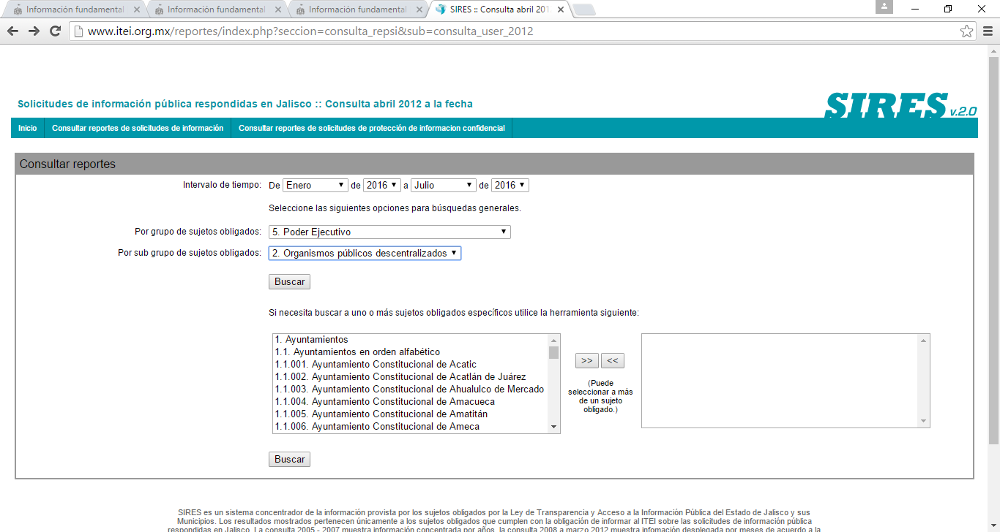 Información fundamental
Información fundamental
Información fundamental
SIRES :: Consulta abril 201
www.itei.org.mx/reportes/index.php?seccion=consulta_repsi&sub=consulta_user_2012
Solicitudes de información pública respondidas en Jalisco :: Consulta abril 2012 a la fecha
SIRES v.2.0
Inicio
Consultar reportes de solicitudes de información
Consultar reportes de solicitudes de protección de informacion confidencial
Consultar reportes
Intervalo de tiempo: De Enero de 2016 a Julio de 2016
Seleccione las siguientes opciones para búsquedas generales.
Por grupo de sujetos obligados: 5. Poder Ejecutivo
Por sub grupo de sujetos obligados: 2. Organismos públicos descentralizados
Buscar
Si necesita buscar a uno o más sujetos obligados específicos utilice la herramienta siguiente:
1. Ayuntamientos
1.1. Ayuntamientos en orden alfabético
1.1.001. Ayuntamiento Constitucional de Acatic
1.1.002. Ayuntamiento Constitucional de Acatlán de Juárez
1.1.003. Ayuntamiento Constitucional de Ahualulco de Mercado
1.1.004. Ayuntamiento Constitucional de Amacueca
1.1.005. Ayuntamiento Constitucional de Amatitán
1.1.006. Ayuntamiento Constitucional de Ameca
>> <<
(Puede
seleccionar a más
de un sujeto
obligado.)
Buscar
SIRES es un sistema concentrador de la información provista por los sujetos obligados por la Ley de Transparencia y Acceso a la Información Pública del Estado de Jalisco y sus
Municipios. Los resultados mostrados pertenecen únicamente a los sujetos obligados que cumplen con la obligación de informar al ITEI sobre las solicitudes de información pública
respondidas en Jalisco. La consulta 2005 - 2007 muestra información concentrada por años, la consulta 2008 a marzo 2012 muestra información desplegada por meses de acuerdo a la